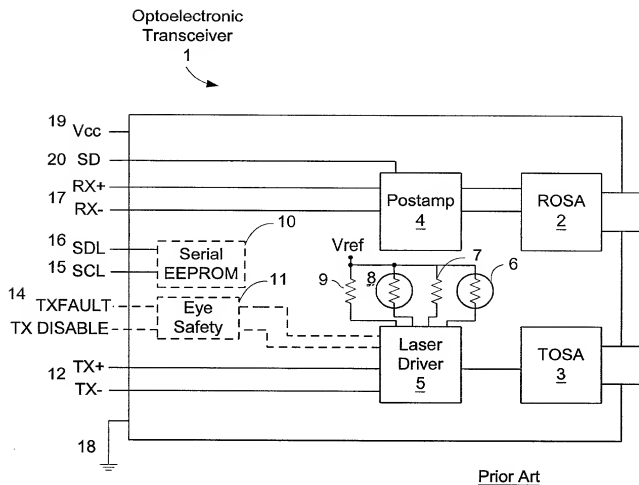 Optoelectronic
Transceiver
1
19 Vcc
20 SD
17 RX+
RX-
Postamp
4
ROSA
2
16 SDL
15 SCL
Serial
EEPROM
10
Vref
9
8
7
6
14 TXFAULT
TX DISABLE
Eye
Safety
11
12 TX+
TX-
Laser
Driver
5
TOSA
3
18
Prior Art